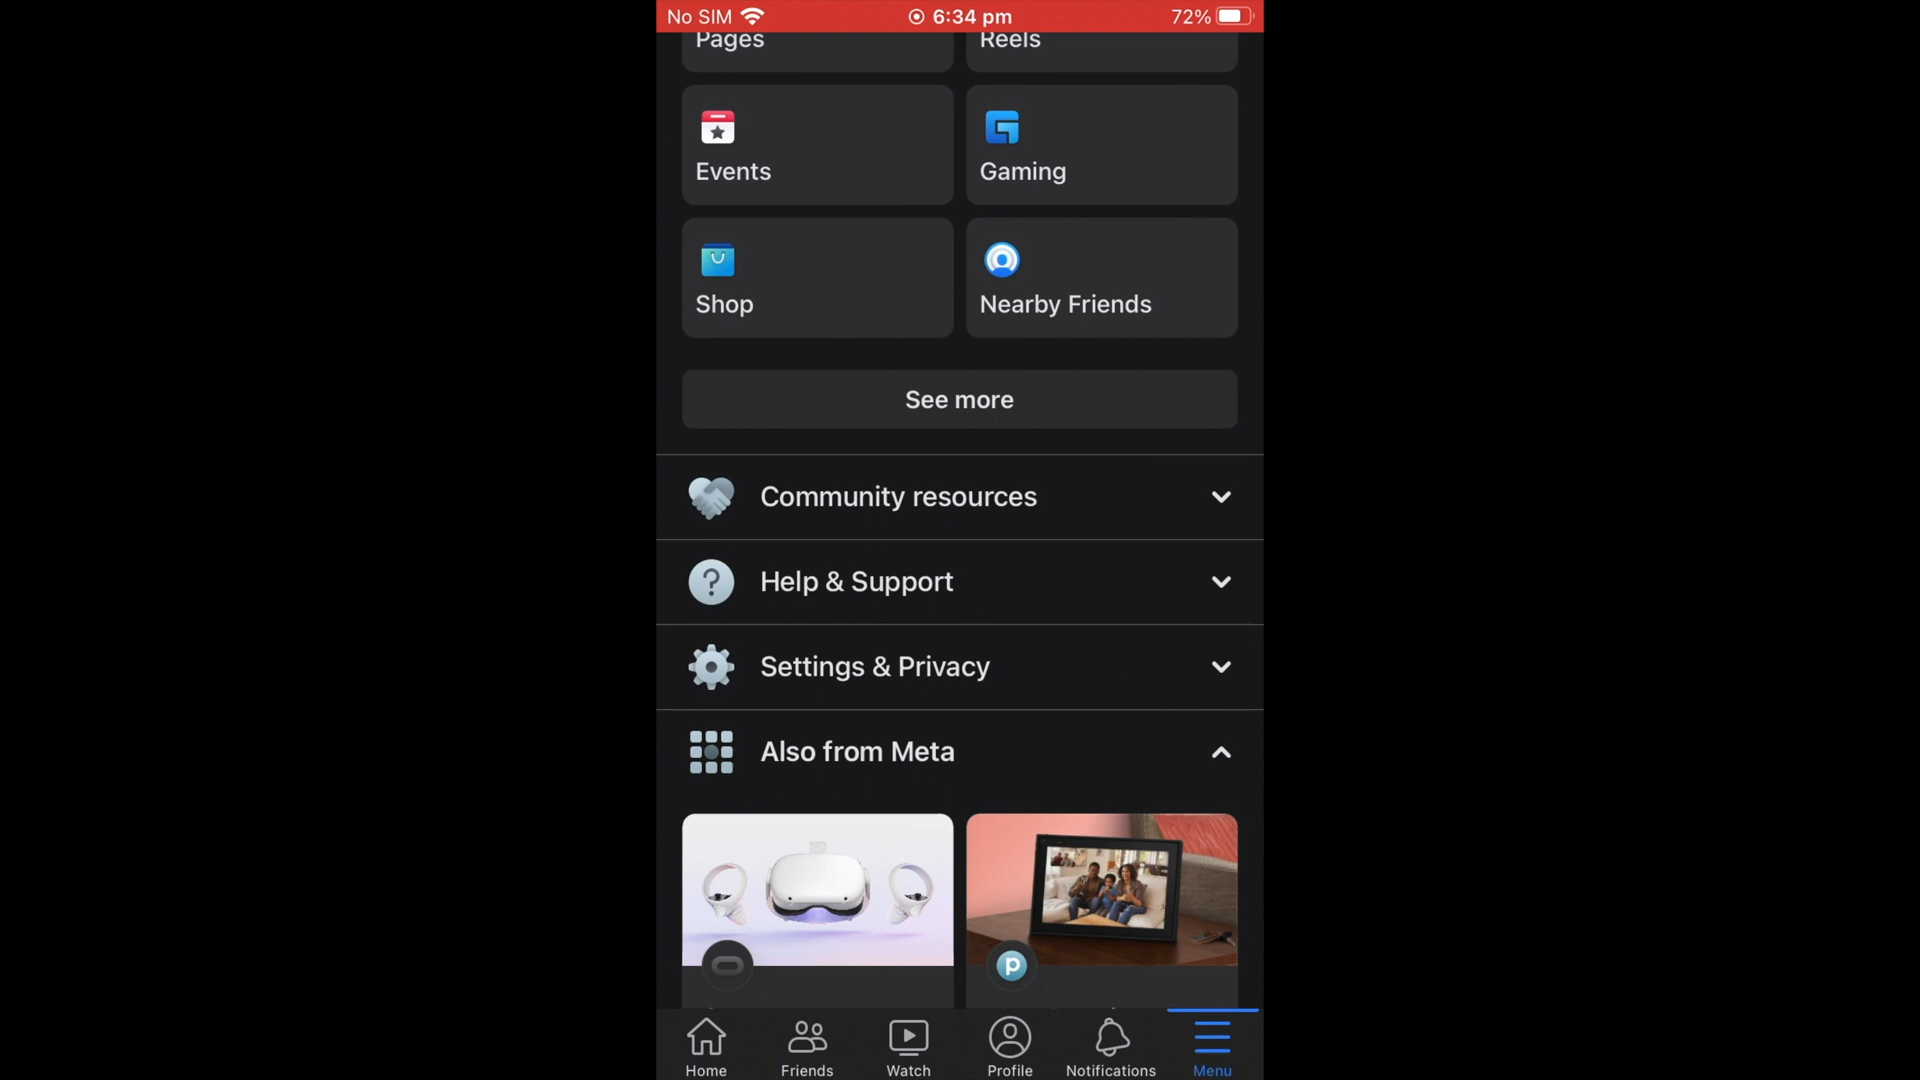 No SIM 6:34 pm 72%
Pages Reels
Events Gaming
Shop Nearby Friends
See more
Community resources
Help & Support
Settings & Privacy
Also from Meta
Home Friends Watch Profile Notifications Menu